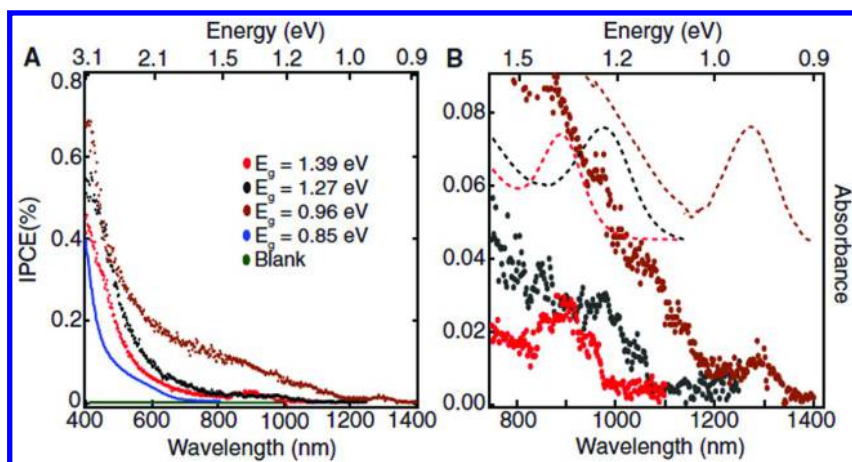 Energy (eV)
3.1 2.1 1.5 1.2 1.0 0.9
A
0.8
0.6
0.4
0.2
0
IPCE(%)
E_g = 1.39 eV
E_g = 1.27 eV
E_g = 0.96 eV
E_g = 0.85 eV
Blank
400 600 800 1000 1200 1400
Wavelength (nm)
Energy (eV)
1.5 1.2 1.0 0.9
B
0.08
0.06
0.04
0.02
0.00
Absorbance
800 1000 1200 1400
Wavelength (nm)